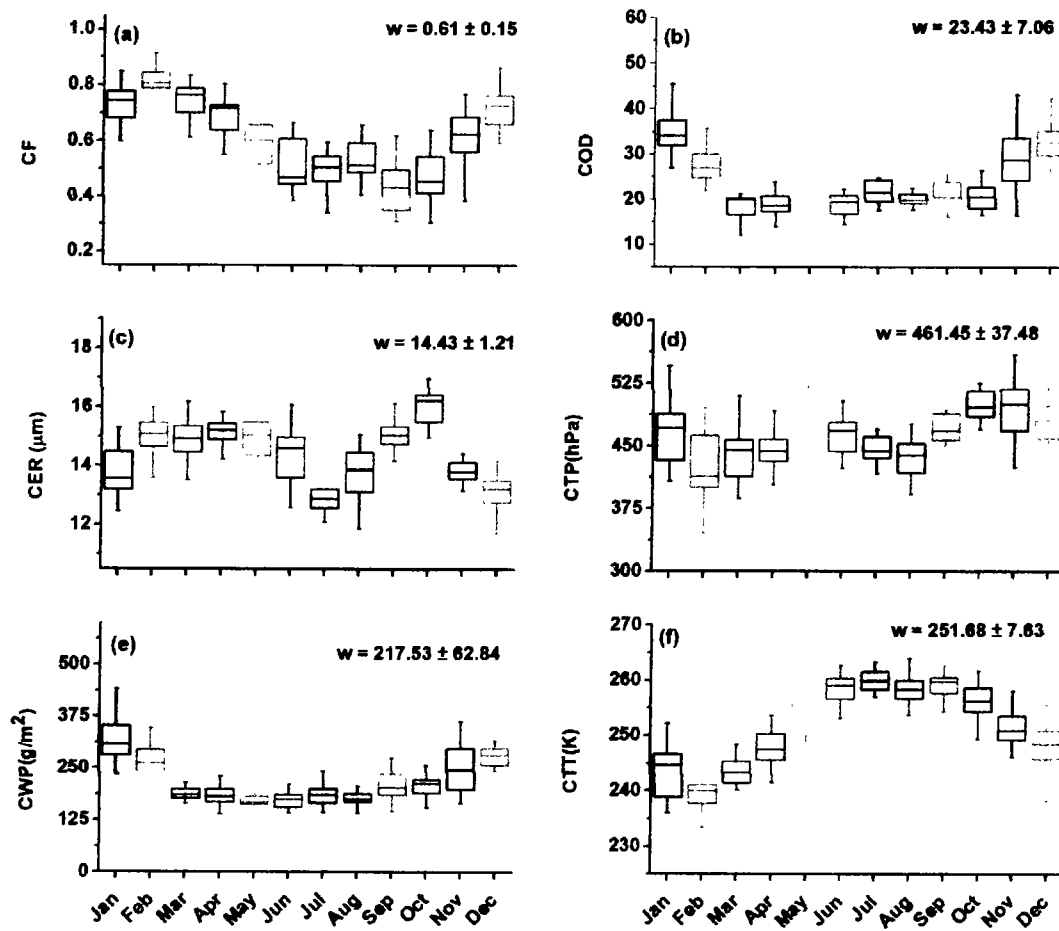 (a)
w = 0.61 ± 0.15
1.0
0.8
0.6
0.4
0.2
CF
(b)
w = 23.43 ± 7.06
60
50
40
30
20
10
COD
(c)
w = 14.43 ± 1.21
18
16
14
12
CER (μm)
(d)
w = 461.45 ± 37.48
600
525
450
375
300
CTP(hPa)
(e)
w = 217.53 ± 62.84
500
375
250
125
0
CWP(g/m²)
Jan Feb Mar Apr May Jun Jul Aug Sep Oct Nov Dec
(f)
w = 251.68 ± 7.63
270
260
250
240
230
CTT(K)
Jan Feb Mar Apr May Jun Jul Aug Sep Oct Nov Dec